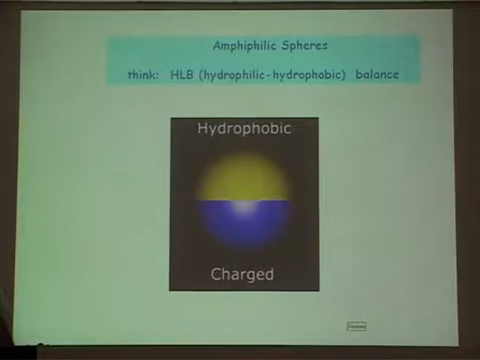 Amphiphilic Spheres
think: HLB (hydrophilic-hydrophobic) balance
Hydrophobic
Charged